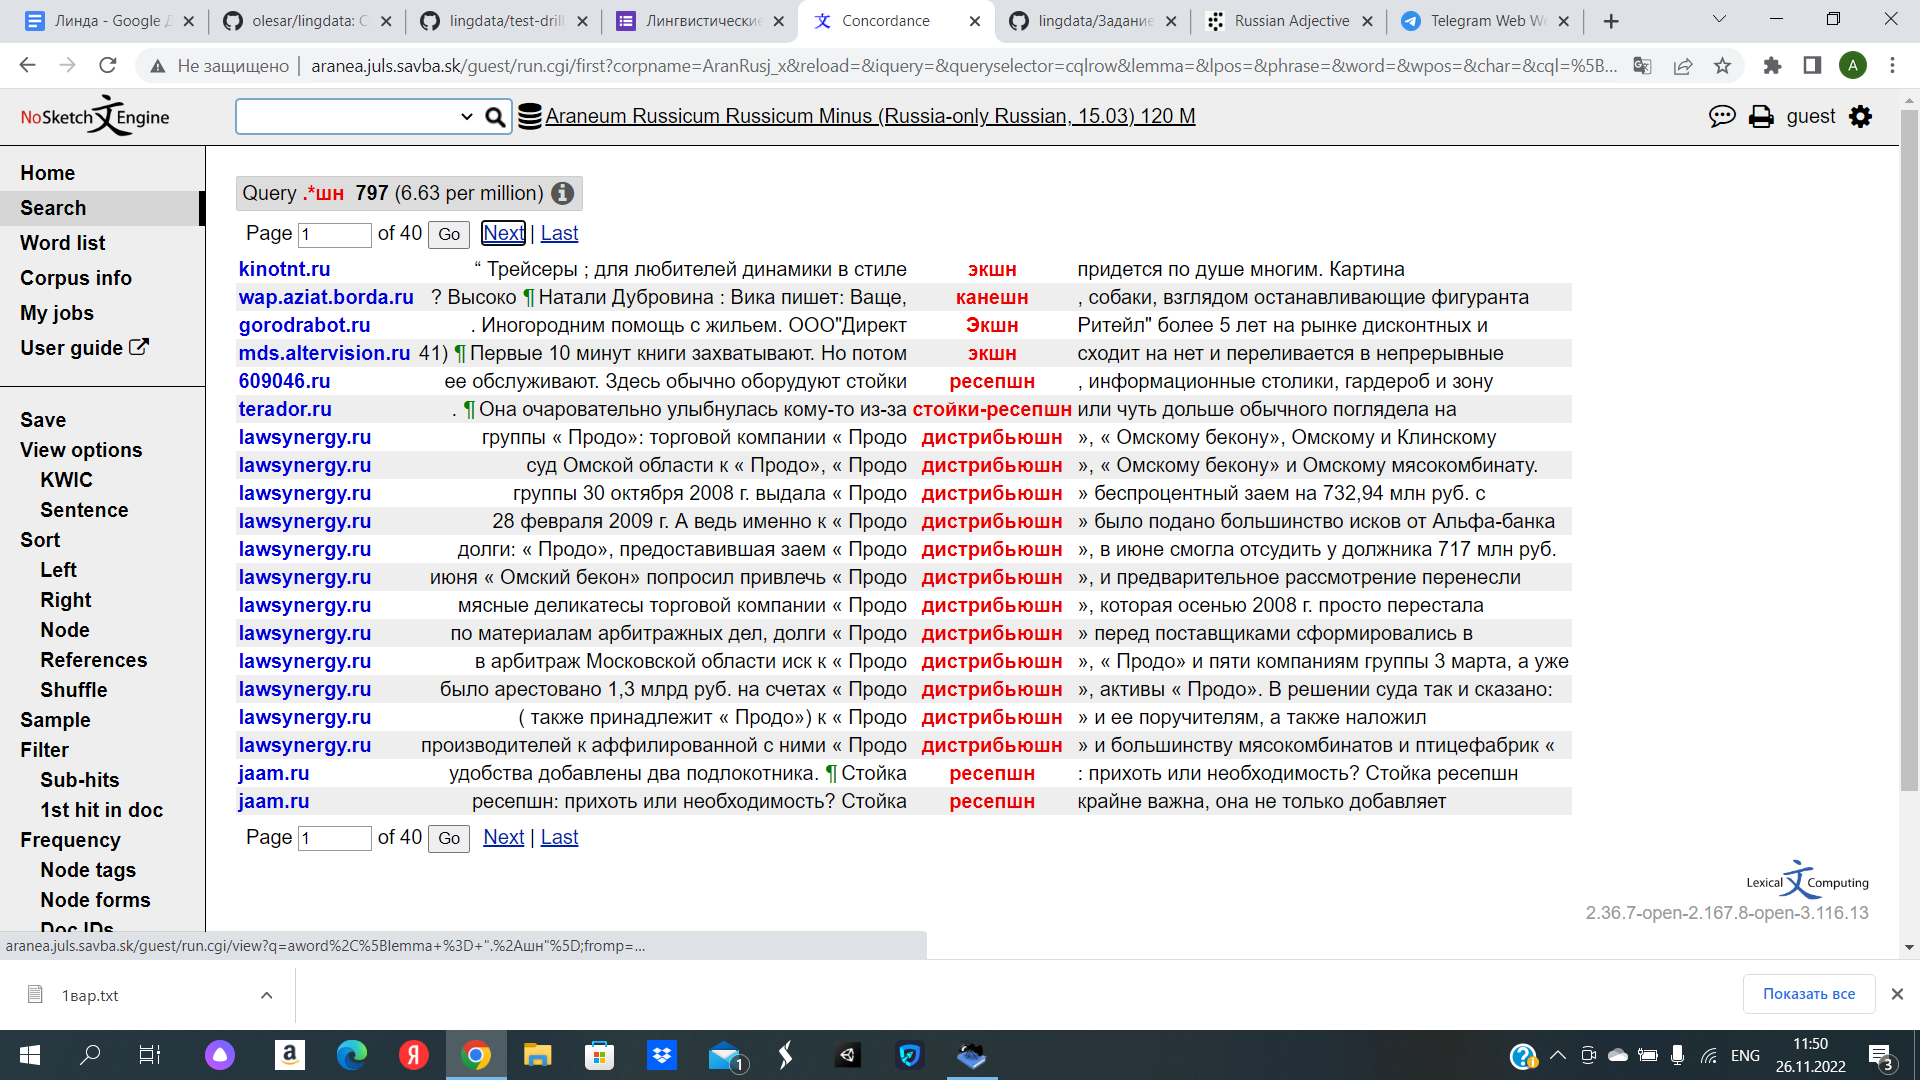 Линда - Google Д
olesar/lingdata: C
lingdata/test-drill
Лингвистические
Concordance
lingdata/Задание
Russian Adjective
Telegram Web We
Не защищено
aranea.juls.savba.sk/guest/run.cgi/first?corpname=AranRusj_x&reload=&iquery=&queryselector=cqlrow&lemma=&lpos=&phrase=&word=&wpos=&char=&cql=%5B...
A
NoSketch Engine
Araneum Russicum Russicum Minus (Russia-only Russian, 15.03) 120 M
guest
Home
Search
Word list
Corpus info
My jobs
User guide
Save
View options
KWIC
Sentence
Sort
Left
Right
Node
References
Shuffle
Sample
Filter
Sub-hits
1st hit in doc
Frequency
Node tags
Node forms
Doc IDs
Query .*шн 797 (6.63 per million)
Page 1 of 40 Go Next | Last
kinotnt.ru “ Трейсеры ; для любителей динамики в стиле экшн придется по душе многим. Картина
wap.aziat.borda.ru ? Высоко ¶ Натали Дубровина : Вика пишет: Ваще, канешн , собаки, взглядом останавливающие фигуранта
gorodrabot.ru . Иногородним помощь с жильем. ООО"Директ Экшн Ритейл" более 5 лет на рынке дисконтных и
mds.altervision.ru 41) ¶ Первые 10 минут книги захватывают. Но потом экшн сходит на нет и переливается в непрерывные
609046.ru ее обслуживают. Здесь обычно оборудуют стойки ресепшн , информационные столики, гардероб и зону
terador.ru . ¶ Она очаровательно улыбнулась кому-то из-за стойки-ресепшн или чуть дольше обычного поглядела на
lawsynergy.ru группы « Продо»: торговой компании « Продо дистрибьюшн », « Омскому бекону», Омскому и Клинскому
lawsynergy.ru суд Омской области к « Продо», « Продо дистрибьюшн », « Омскому бекону» и Омскому мясокомбинату.
lawsynergy.ru группы 30 октября 2008 г. выдала « Продо дистрибьюшн » беспроцентный заем на 732,94 млн руб. с
lawsynergy.ru 28 февраля 2009 г. А ведь именно к « Продо дистрибьюшн » было подано большинство исков от Альфа-банка
lawsynergy.ru долги: « Продо», предоставившая заем « Продо дистрибьюшн », в июне смогла отсудить у должника 717 млн руб.
lawsynergy.ru июня « Омский бекон» попросил привлечь « Продо дистрибьюшн », и предварительное рассмотрение перенесли
lawsynergy.ru мясные деликатесы торговой компании « Продо дистрибьюшн », которая осенью 2008 г. просто перестала
lawsynergy.ru по материалам арбитражных дел, долги « Продо дистрибьюшн » перед поставщиками сформировались в
lawsynergy.ru в арбитраж Московской области иск к « Продо дистрибьюшн », « Продо» и пяти компаниям группы 3 марта, а уже
lawsynergy.ru было арестовано 1,3 млрд руб. на счетах « Продо дистрибьюшн », активы « Продо». В решении суда так и сказано:
lawsynergy.ru ( также принадлежит « Продо») к « Продо дистрибьюшн » и ее поручителям, а также наложил
lawsynergy.ru производителей к аффилированной с ними « Продо дистрибьюшн » и большинству мясокомбинатов и птицефабрик «
jaam.ru удобства добавлены два подлокотника. ¶ Стойка ресепшн : прихоть или необходимость? Стойка ресепшн
jaam.ru ресепшн: прихоть или необходимость? Стойка ресепшн крайне важна, она не только добавляет
Page 1 of 40 Go Next | Last
Lexical Computing
2.36.7-open-2.167.8-open-3.116.13
aranea.juls.savba.sk/guest/run.cgi/view?q=aword%2C%5Blemma+%3D+".%2Aшн"%5D;fromp=...
1вар.txt
Показать все
1
ENG
11:50
26.11.2022
3